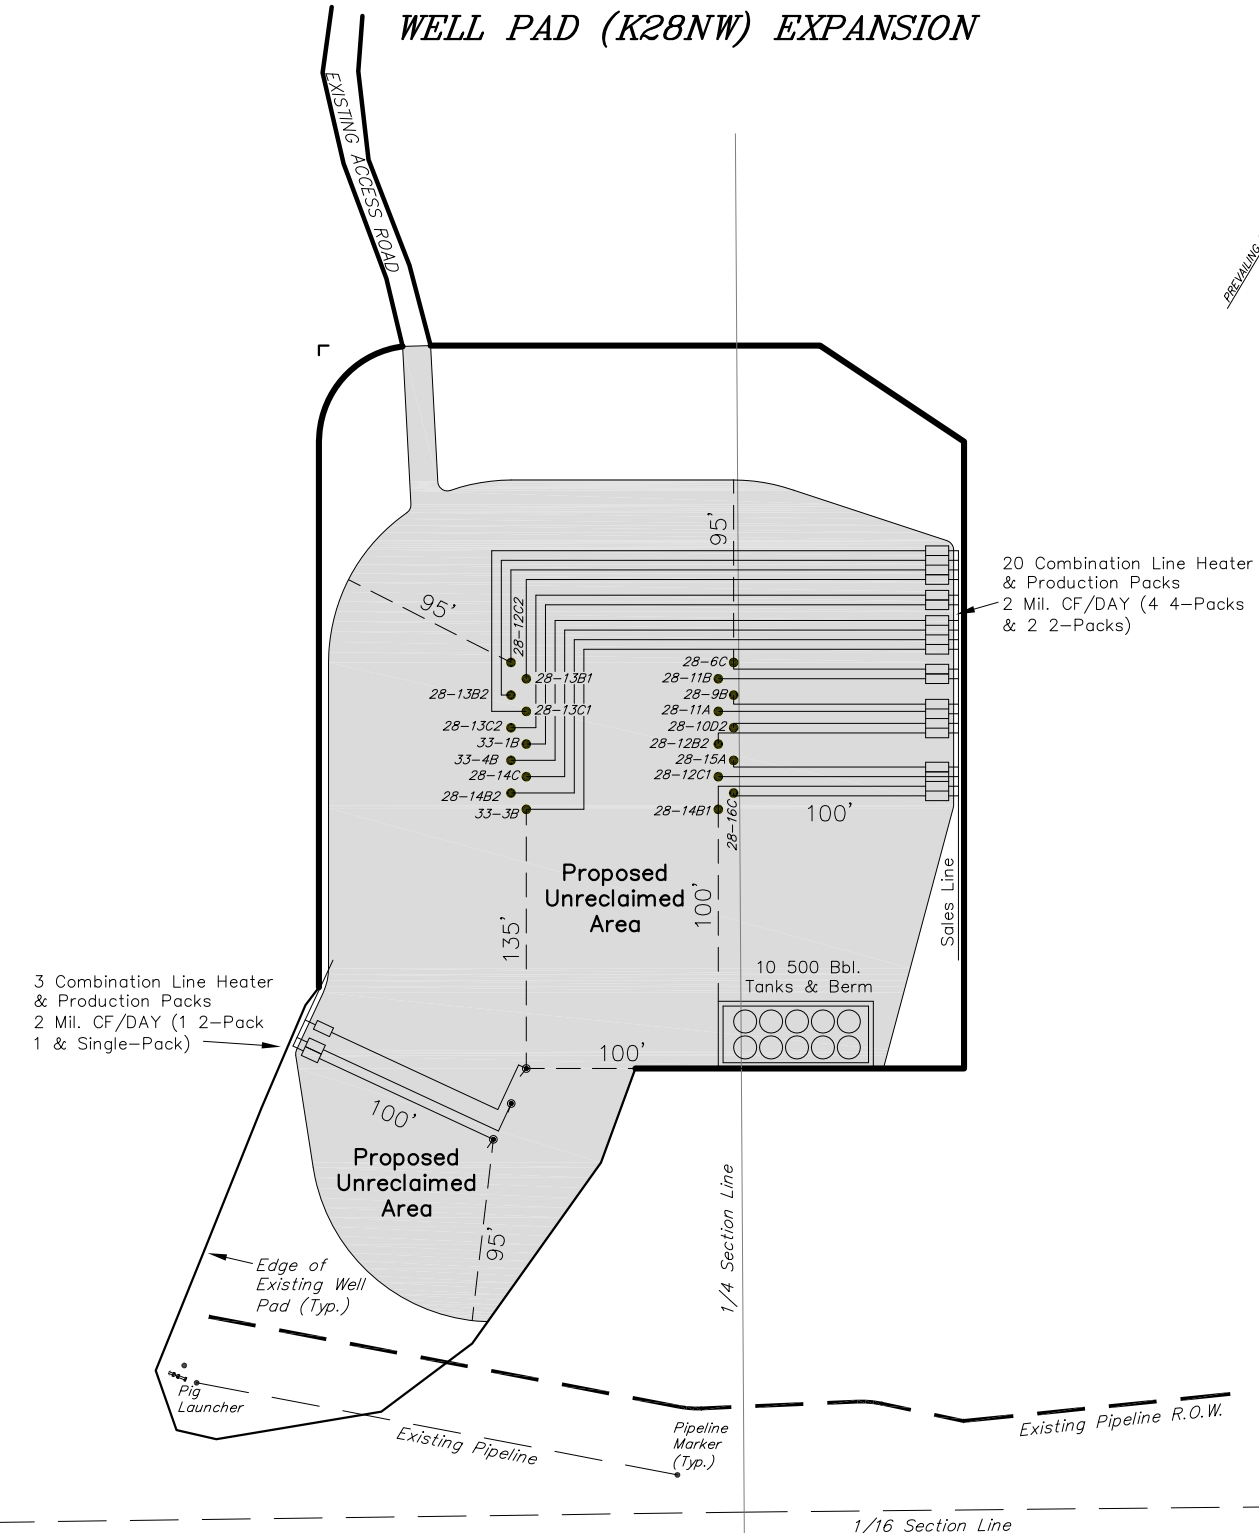 WELL PAD (K28NW) EXPANSION
EXISTING ACCESS ROAD
PREVAILING
95'
95'
20 Combination Line Heater
& Production Packs
2 Mil. CF/DAY (4 4-Packs
& 2 2-Packs)
28-12C2
28-13B1
28-13B2
28-13C1
28-13C2
33-1B
33-4B
28-14C
28-14B2
33-3B
28-6C
28-11B
28-9B
28-11A
28-10D2
28-12B2
28-15A
28-12C1
28-14B1
28-16C
100'
Proposed
Unreclaimed
Area
135'
100'
Sales Line
10 500 Bbl.
Tanks & Berm
3 Combination Line Heater
& Production Packs
2 Mil. CF/DAY (1 2-Pack
1 & Single-Pack)
100'
100'
Proposed
Unreclaimed
Area
95'
1/4 Section Line
Edge of
Existing Well
Pad (Typ.)
Pig
Launcher
Existing Pipeline
Pipeline
Marker
(Typ.)
Existing Pipeline R.O.W.
1/16 Section Line